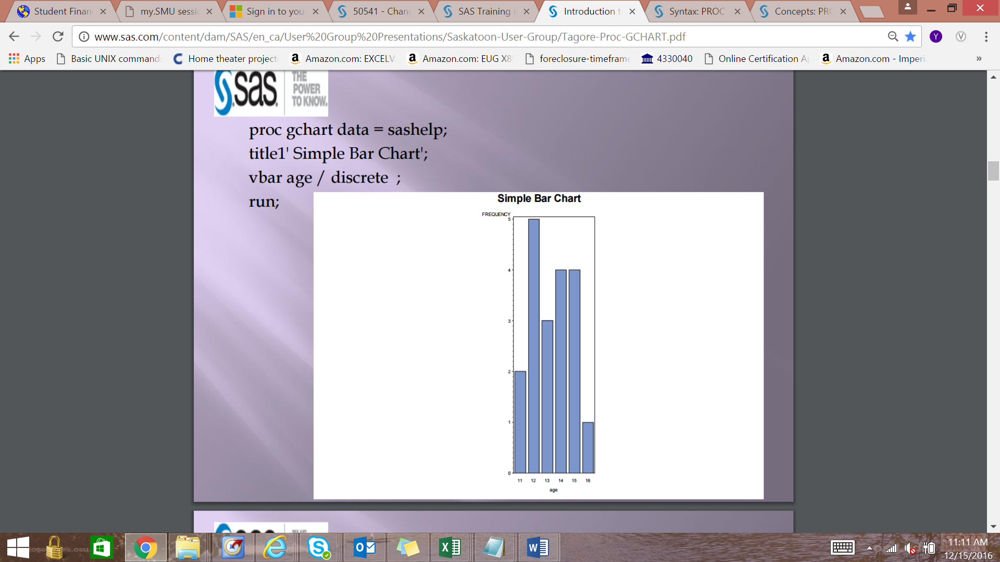 Student Finan
my.SMU sessi
Sign in to you
50541 - Chan
SAS Training i
Introduction t
Syntax: PROC
Concepts: PRO
www.sas.com/content/dam/SAS/en_ca/User%20Group%20Presentations/Saskatoon-User-Group/Tagore-Proc-GCHART.pdf
Y
V
Apps
Basic UNIX command
Home theater project
Amazon.com: EXCELV
Amazon.com: EUG X8
foreclosure-timeframe
4330040
Online Certification A
Amazon.com - Imperi
»
sas
THE
POWER
TO KNOW.
proc gchart data = sashelp;
title1' Simple Bar Chart';
vbar age / discrete ;
run;
Simple Bar Chart
FREQUENCY
5
4
3
2
1
0
11 12 13 14 15 16
age
11:11 AM
12/15/2016